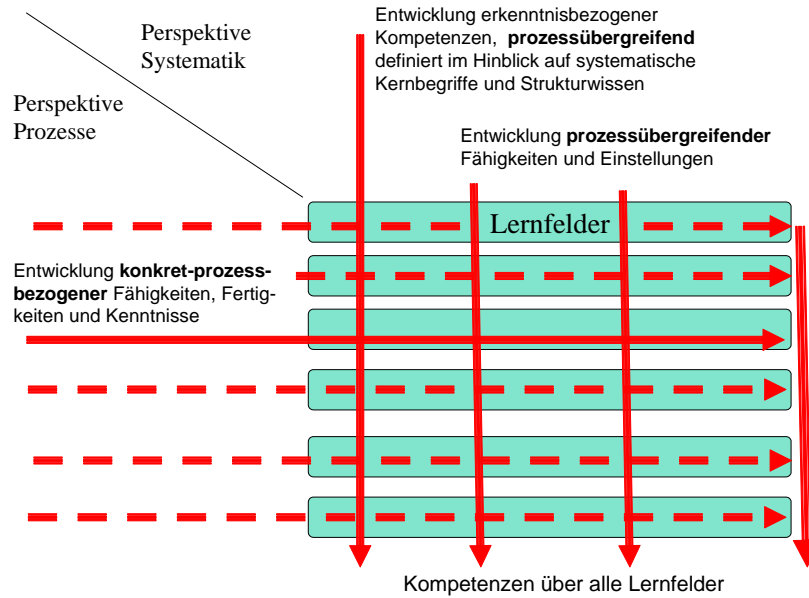 Entwicklung erkenntnisbezogener
Kompetenzen, prozessübergreifend
definiert im Hinblick auf systematische
Kernbegriffe und Strukturwissen
Perspektive
Systematik
Perspektive
Prozesse
Entwicklung prozessübergreifender
Fähigkeiten und Einstellungen
Lernfelder
Entwicklung konkret-prozess-
bezogener Fähigkeiten, Fertig-
keiten und Kenntnisse
Kompetenzen über alle Lernfelder